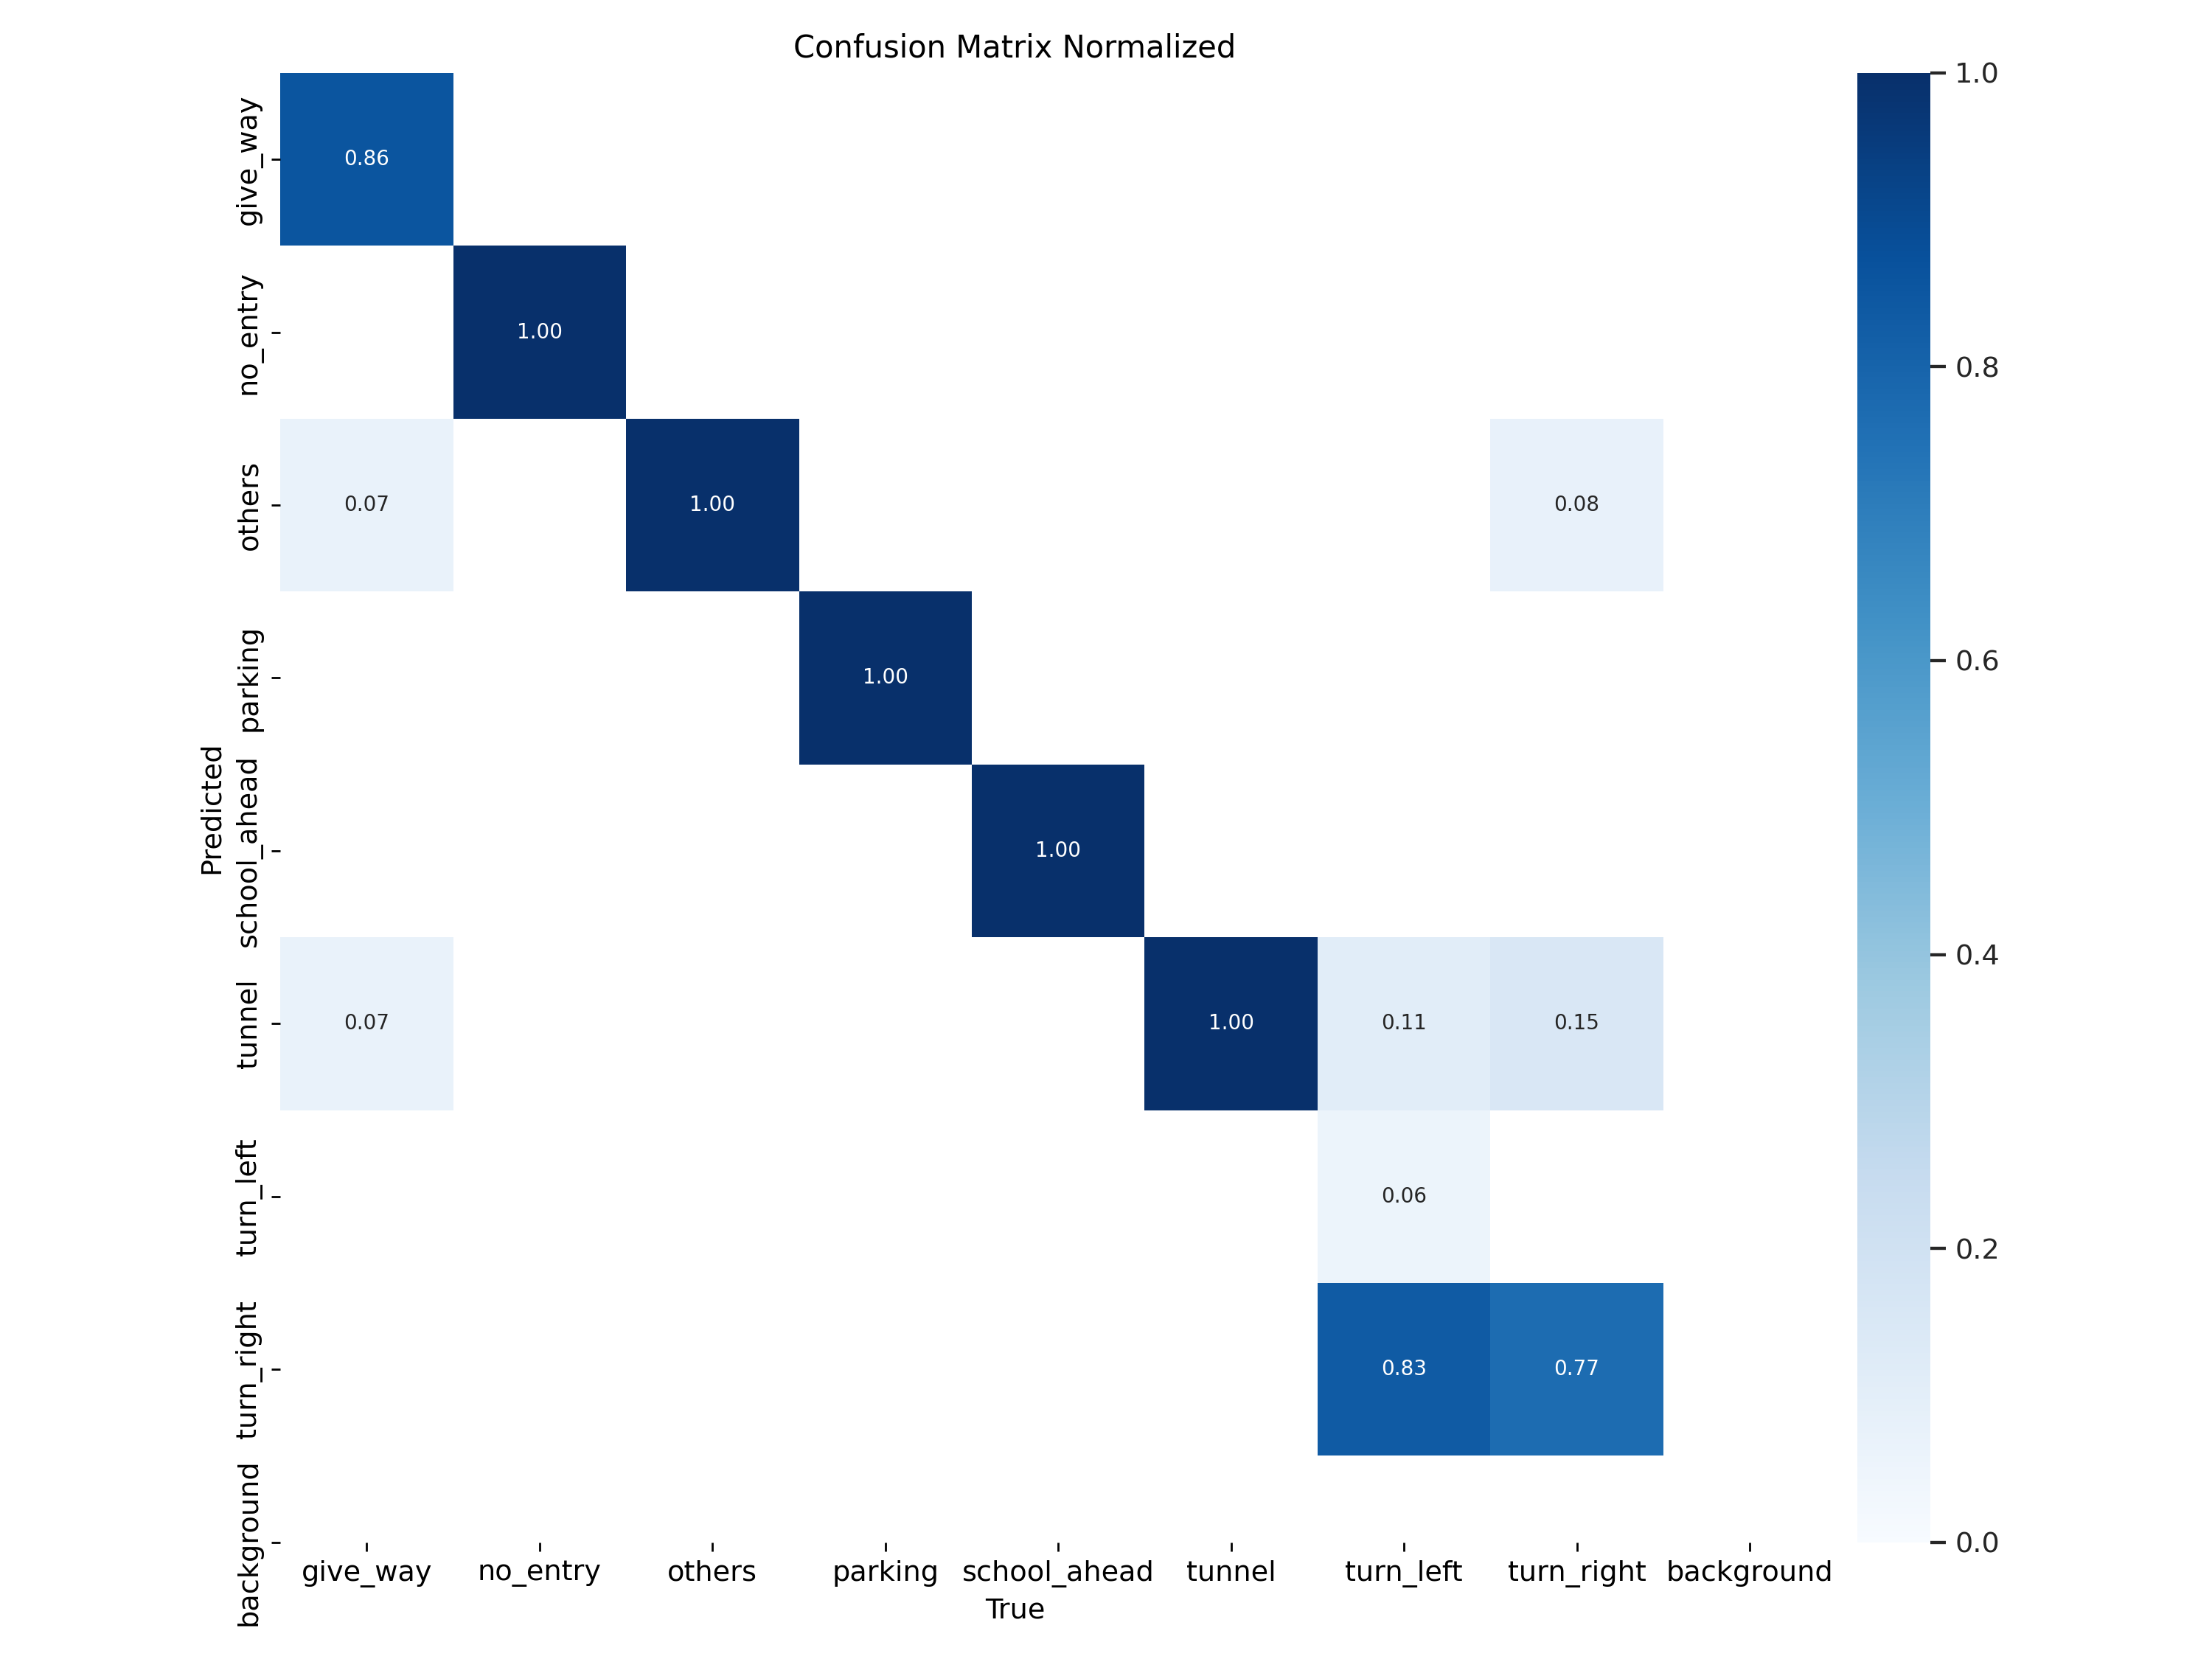 Confusion Matrix Normalized
give_way
0.86
1.0
no_entry
1.00
0.8
others
0.07
1.00
0.08
parking
1.00
0.6
school_ahead
1.00
tunnel
0.07
1.00
0.11
0.15
0.4
turn_left
0.06
0.2
turn_right
0.83
0.77
background
0.0
Predicted
give_way no_entry others parking school_ahead tunnel turn_left turn_right background
True